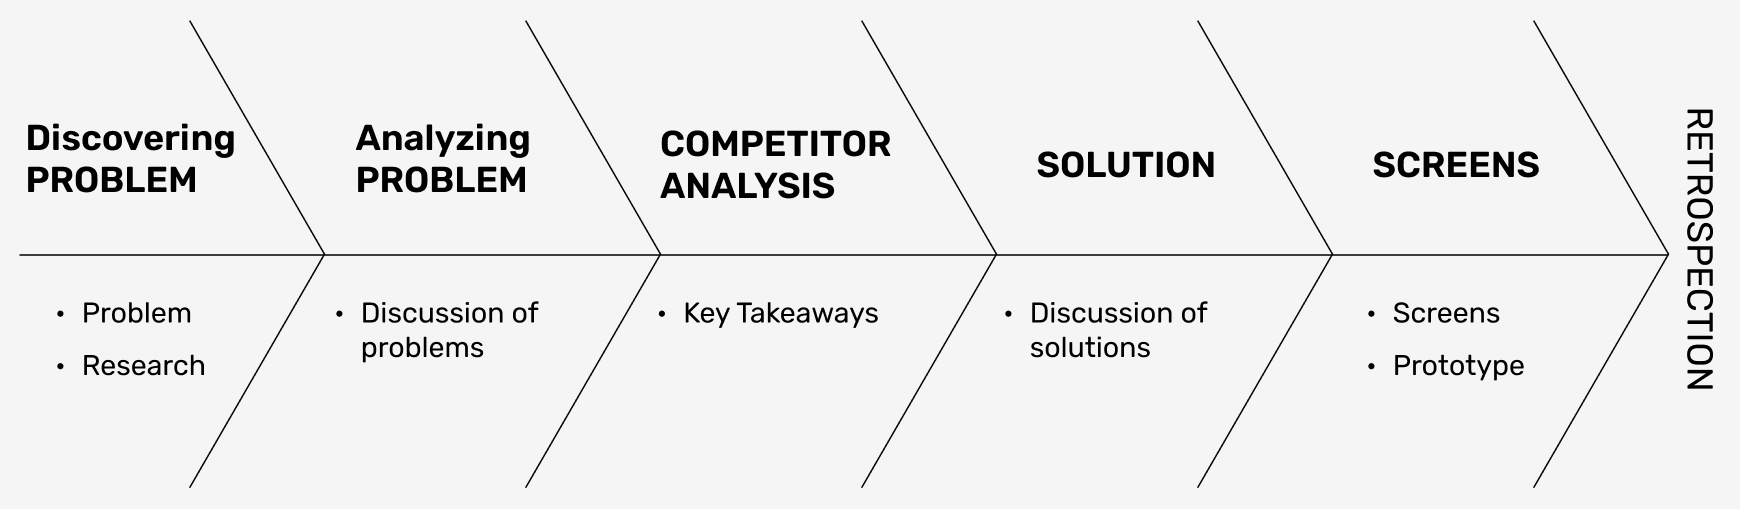 Discovering
PROBLEM
Analyzing
PROBLEM
COMPETITOR
ANALYSIS
SOLUTION
SCREENS
RETROSPECTION
• Problem
• Research
• Discussion of
problems
• Key Takeaways
• Discussion of
solutions
• Screens
• Prototype